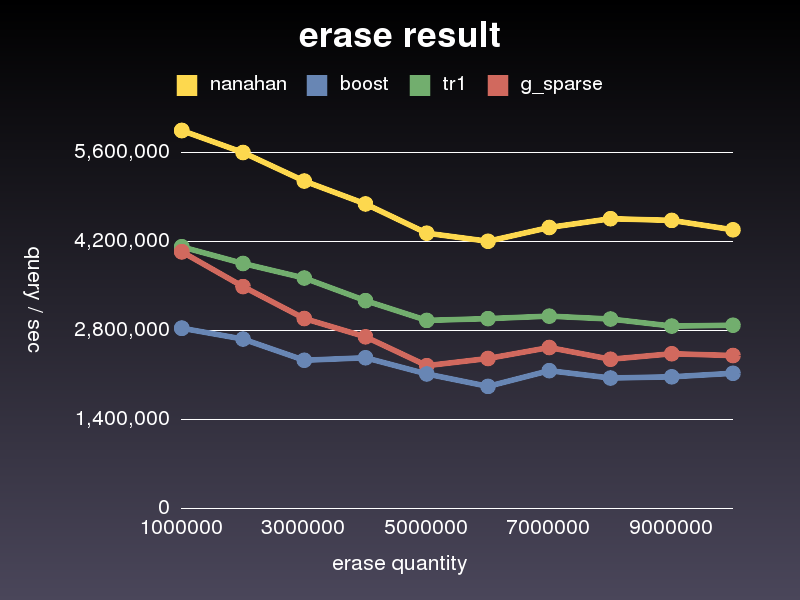 erase result
nanahan boost tr1 g_sparse
5,600,000
4,200,000
2,800,000
1,400,000
0
query / sec
1000000 3000000 5000000 7000000 9000000
erase quantity